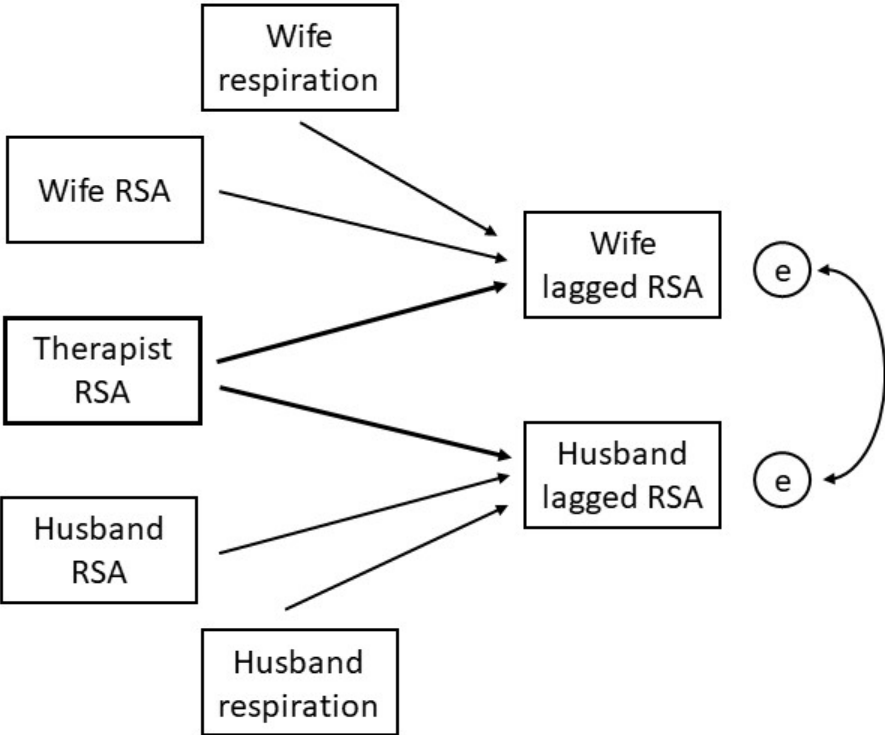 Wife
respiration
Wife RSA
Wife
lagged RSA
e
Therapist
RSA
Husband
lagged RSA
e
Husband
RSA
Husband
respiration